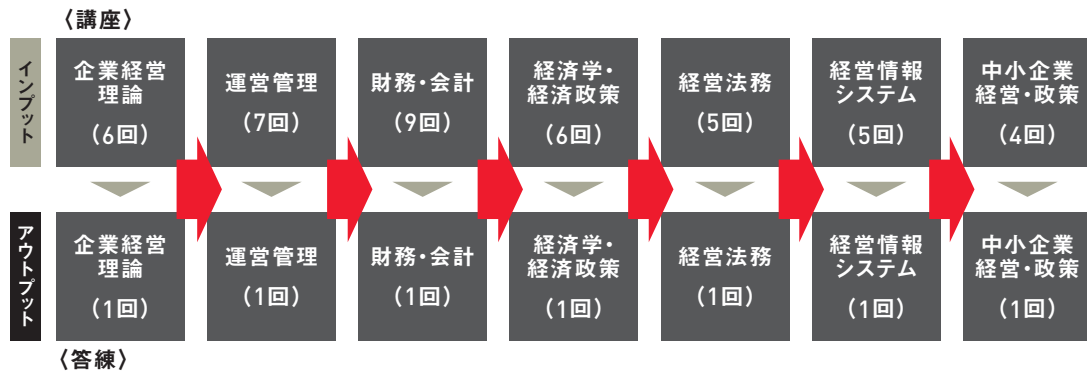 〈講座〉
インプット
企業経営
理論
(6回)
運営管理
(7回)
財務・会計
(9回)
経済学・
経済政策
(6回)
経営法務
(5回)
経営情報
システム
(5回)
中小企業
経営・政策
(4回)
アウトプット
企業経営
理論
(1回)
運営管理
(1回)
財務・会計
(1回)
経済学・
経済政策
(1回)
経営法務
(1回)
経営情報
システム
(1回)
中小企業
経営・政策
(1回)
〈答練〉